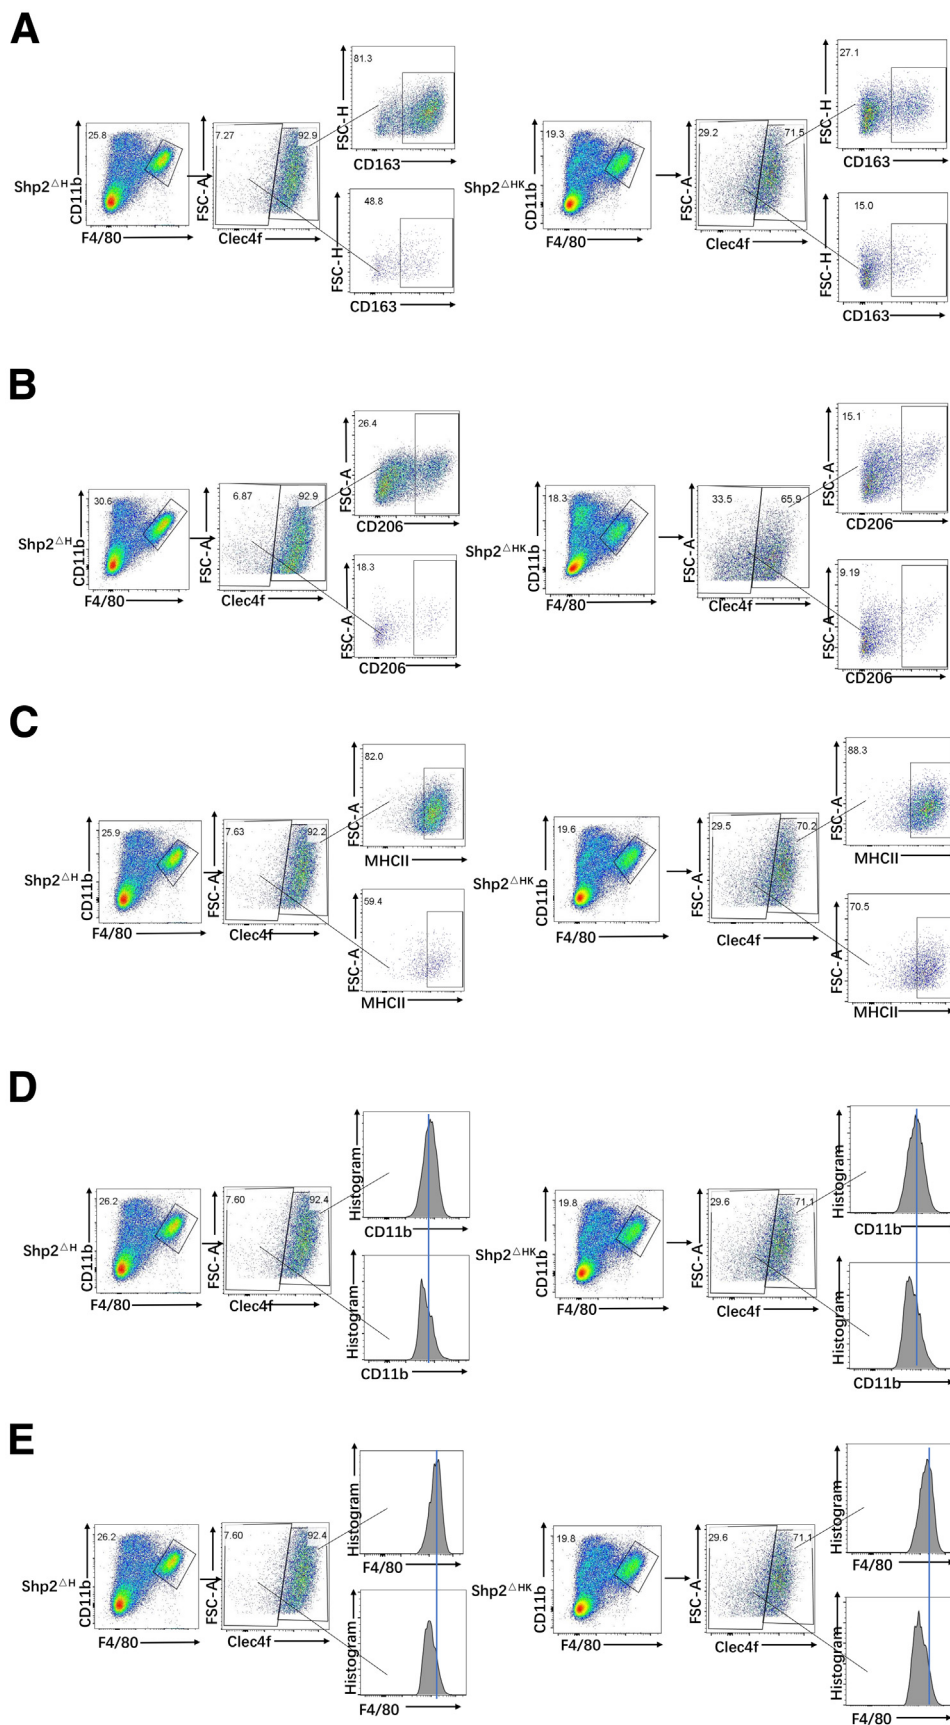 A
Shp2△H
CD11b
25.8
F4/80
FSC-A
7.27
92.9
Clec4f
FSC-H
81.3
CD163
FSC-H
48.8
CD163
Shp2△HK
CD11b
19.3
F4/80
FSC-A
29.2
71.5
Clec4f
FSC-H
27.1
CD163
FSC-H
15.0
CD163
B
Shp2△H
CD11b
30.6
F4/80
FSC-A
6.87
92.9
Clec4f
FSC-A
26.4
CD206
FSC-A
18.3
CD206
Shp2△HK
CD11b
18.3
F4/80
FSC-A
33.5
65.9
Clec4f
FSC-A
15.1
CD206
FSC-A
9.19
CD206
C
Shp2△H
CD11b
25.9
F4/80
FSC-A
7.63
92.2
Clec4f
FSC-A
82.0
MHCII
FSC-A
59.4
MHCII
Shp2△HK
CD11b
19.6
F4/80
FSC-A
29.5
70.2
Clec4f
FSC-A
88.3
MHCII
FSC-A
70.5
MHCII
D
Shp2△H
CD11b
26.2
F4/80
FSC-A
7.60
92.4
Clec4f
Histogram
CD11b
Histogram
CD11b
Shp2△HK
CD11b
19.8
F4/80
FSC-A
29.6
71.1
Clec4f
Histogram
CD11b
Histogram
CD11b
E
Shp2△H
CD11b
26.2
F4/80
FSC-A
7.60
92.4
Clec4f
Histogram
F4/80
Histogram
F4/80
Shp2△HK
CD11b
19.8
F4/80
FSC-A
29.6
71.1
Clec4f
Histogram
F4/80
Histogram
F4/80